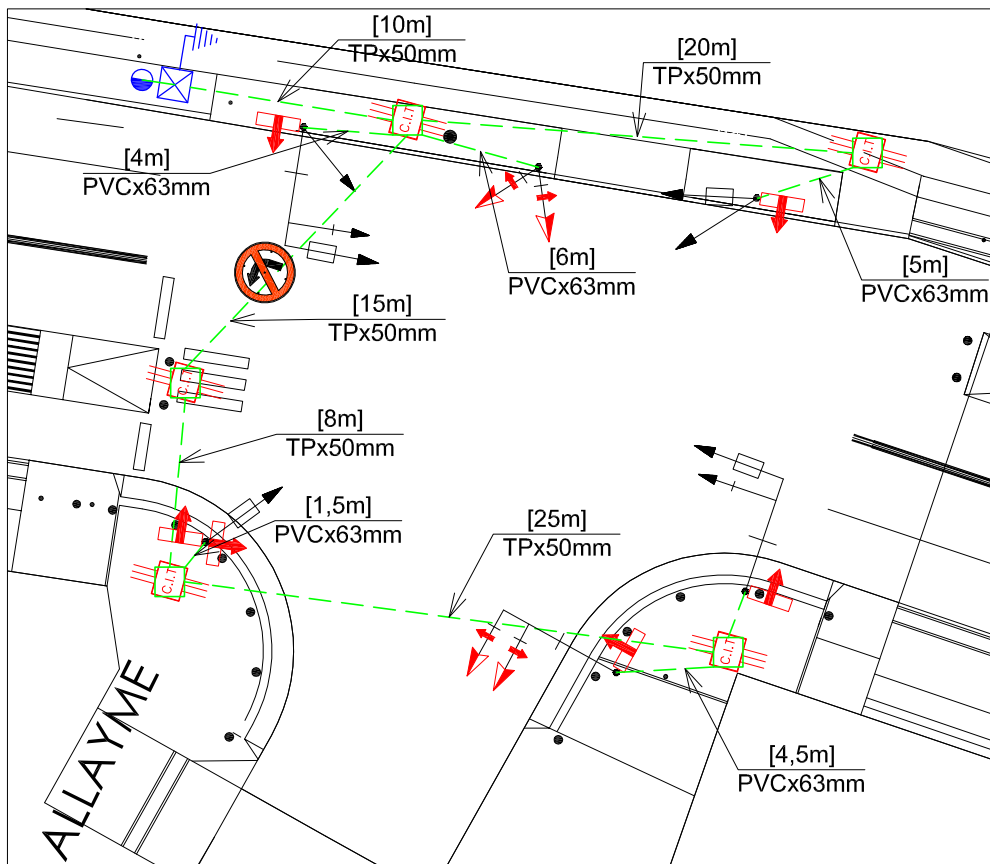 [10m]
TPx50mm
[20m]
TPx50mm
C.I.T
C.I.T
[4m]
PVCx63mm
[6m]
PVCx63mm
[5m]
PVCx63mm
[15m]
TPx50mm
C.I.T
[8m]
TPx50mm
[1,5m]
PVCx63mm
[25m]
TPx50mm
C.I.T
C.I.T
ALLAYME
[4,5m]
PVCx63mm